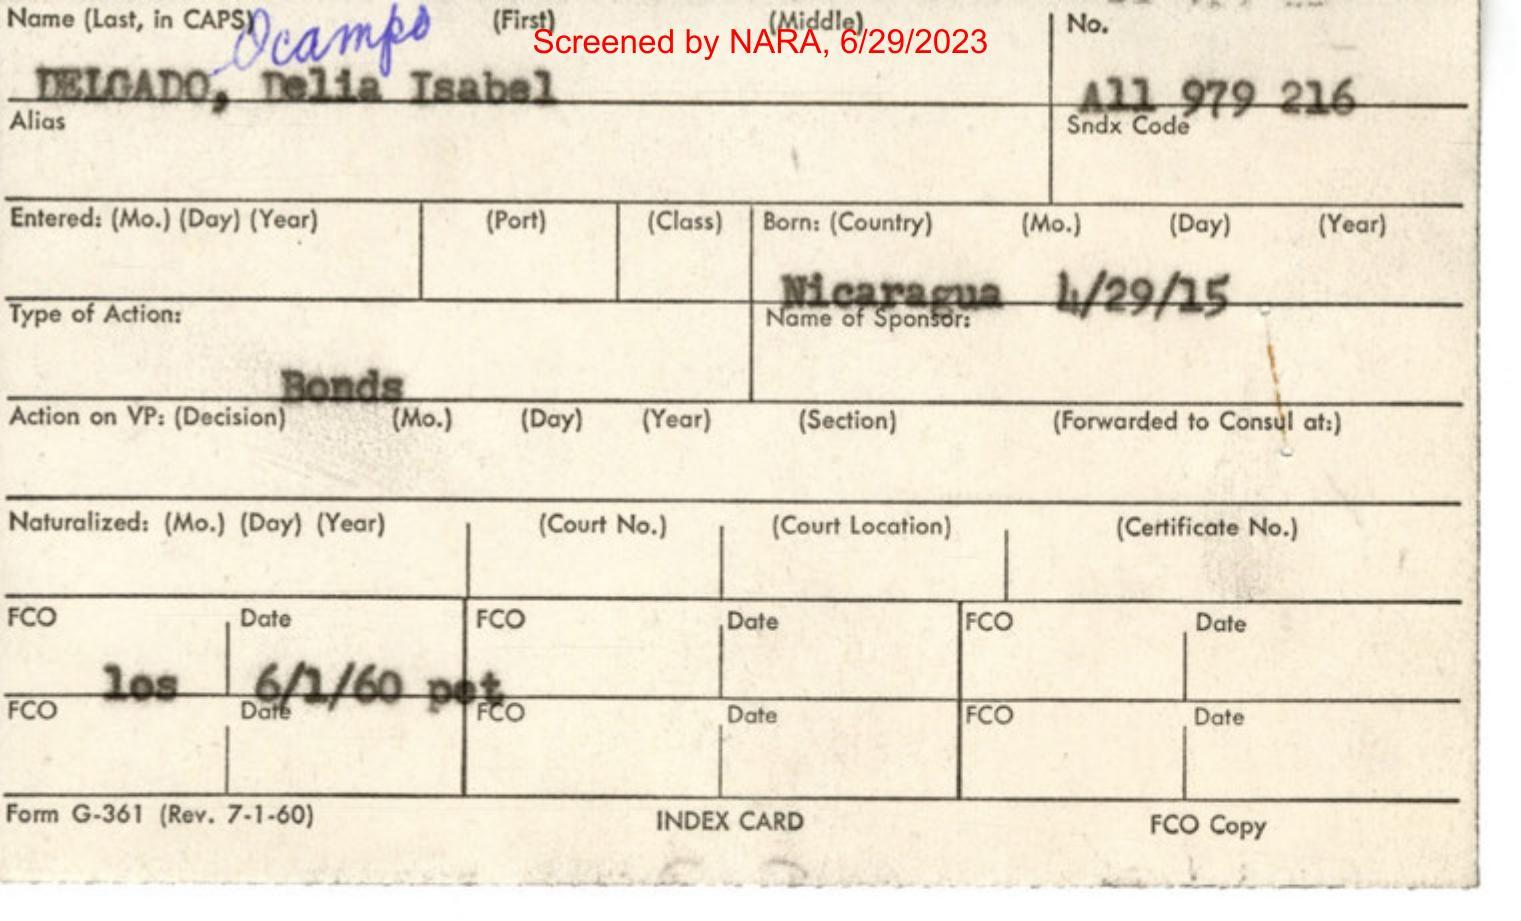 Name (Last, in CAPS) (First) (Middle) No.
Ocampo
Screened by NARA, 6/29/2023
DELGADO, Delia Isabel All 979 216
Alias Sndx Code
Entered: (Mo.) (Day) (Year) (Port) (Class) Born: (Country) (Mo.) (Day) (Year)
Nicaragua 4/29/15
Type of Action: Name of Sponsor:
Bonds
Action on VP: (Decision) (Mo.) (Day) (Year) (Section) (Forwarded to Consul at:)
Naturalized: (Mo.) (Day) (Year) (Court No.) (Court Location) (Certificate No.)
FCO Date FCO Date FCO Date
los 6/1/60 pet
FCO Date FCO Date FCO Date
Form G-361 (Rev. 7-1-60) INDEX CARD FCO Copy